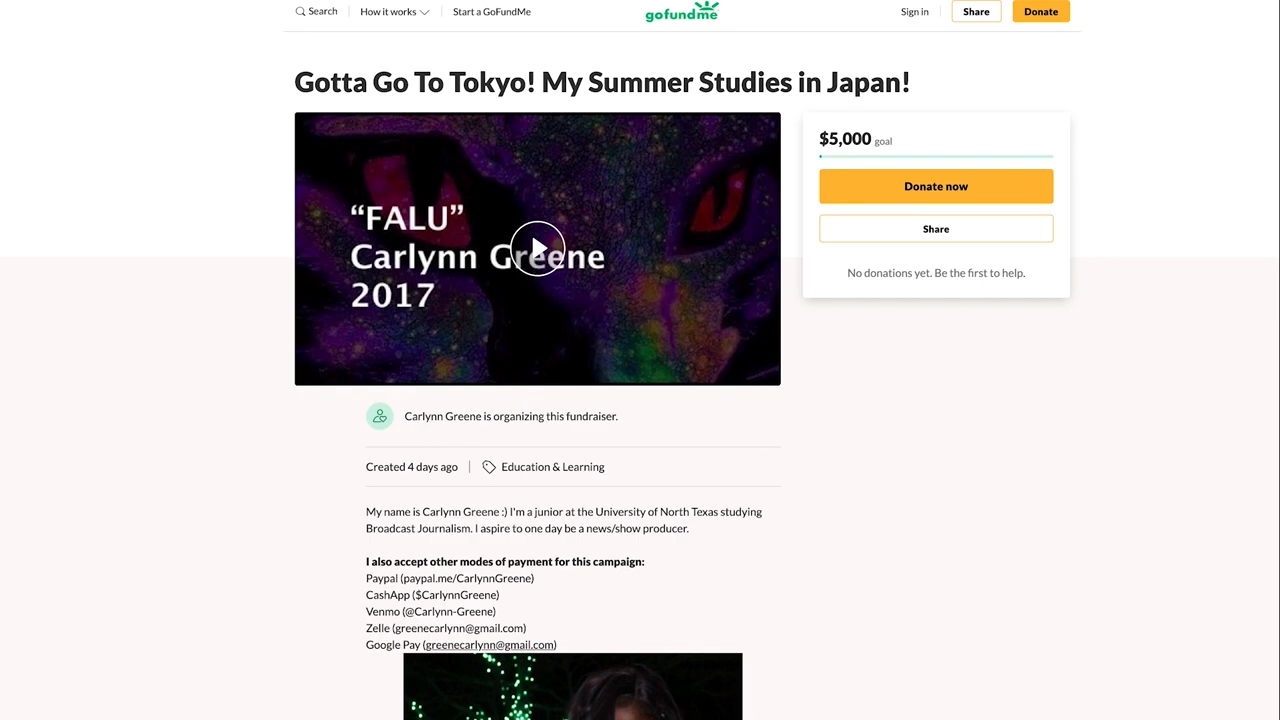 Search
How it works
Start a GoFundMe
gofundme
Sign in
Share
Donate
Gotta Go To Tokyo! My Summer Studies in Japan!
“FALU”
Carlynn Greene
2017
$5,000 goal
Donate now
Share
No donations yet. Be the first to help.
Carlynn Greene is organizing this fundraiser.
Created 4 days ago
Education & Learning
My name is Carlynn Greene :) I'm a junior at the University of North Texas studying
Broadcast Journalism. I aspire to one day be a news/show producer.
I also accept other modes of payment for this campaign:
Paypal (paypal.me/CarlynnGreene)
CashApp ($CarlynnGreene)
Venmo (@Carlynn-Greene)
Zelle (greenecarlynn@gmail.com)
Google Pay (greenecarlynn@gmail.com)